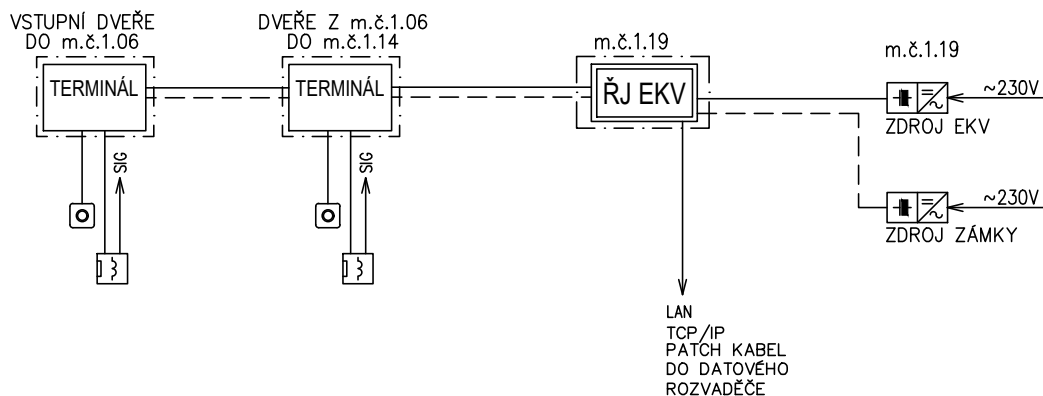 VSTUPNÍ DVEŘE
DO m.č.1.06
DVEŘE Z m.č.1.06
DO m.č.1.14
m.č.1.19
m.č.1.19
TERMINÁL
TERMINÁL
ŘJ EKV
~230V
ZDROJ EKV
SIG
SIG
~230V
ZDROJ ZÁMKY
LAN
TCP/IP
PATCH KABEL
DO DATOVÉHO
ROZVADĚČE